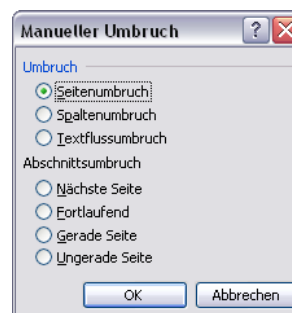 Manueller Umbruch
Umbruch
Seitenumbruch
Spaltenumbruch
Textflussumbruch
Abschnittsumbruch
Nächste Seite
Fortlaufend
Gerade Seite
Ungerade Seite
OK Abbrechen